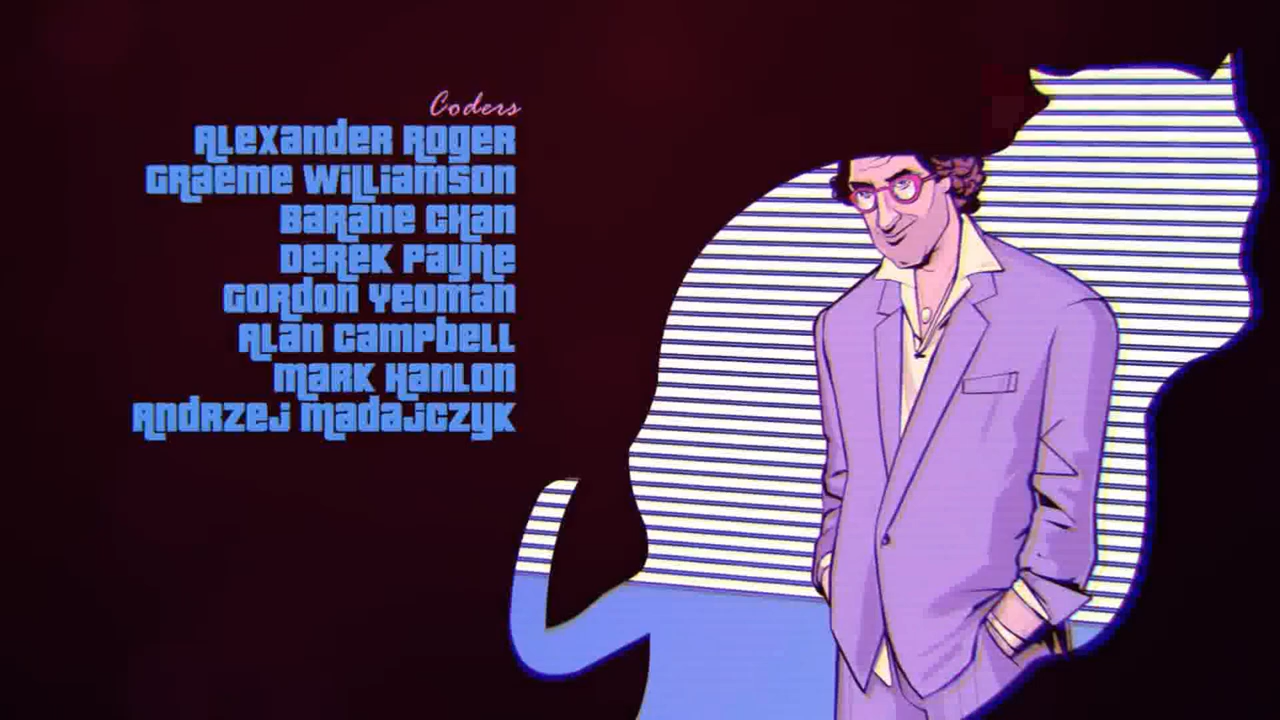 Coders
Alexander Roger
Graeme Williamson
Barane Chan
Derek Payne
Gordon Yeoman
Alan Campbell
Mark Hanlon
Andrzej Madajczyk